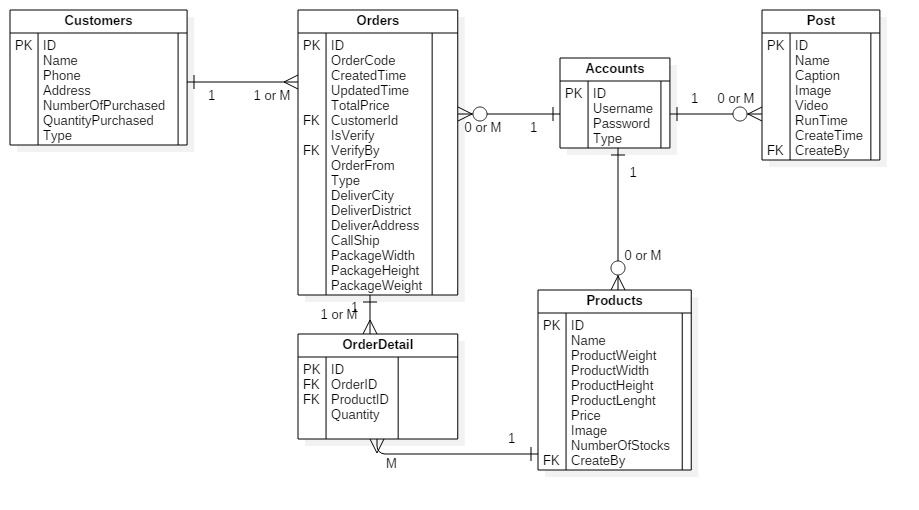 Customers
PK ID
Name
Phone
Address
NumberOfPurchased
QuantityPurchased
Type
1
1 or M
Orders
PK ID
OrderCode
CreatedTime
UpdatedTime
TotalPrice
FK CustomerId
IsVerify
FK VerifyBy
OrderFrom
Type
DeliverCity
DeliverDistrict
DeliverAddress
CallShip
PackageWidth
PackageHeight
PackageWeight
0 or M
1
Accounts
PK ID
Username
Password
Type
1
0 or M
Post
PK ID
Name
Caption
Image
Video
RunTime
CreateTime
FK CreateBy
1
0 or M
1
1 or M
OrderDetail
PK ID
FK OrderID
FK ProductID
Quantity
M
1
Products
PK ID
Name
ProductWeight
ProductWidth
ProductHeight
ProductLenght
Price
Image
NumberOfStocks
FK CreateBy